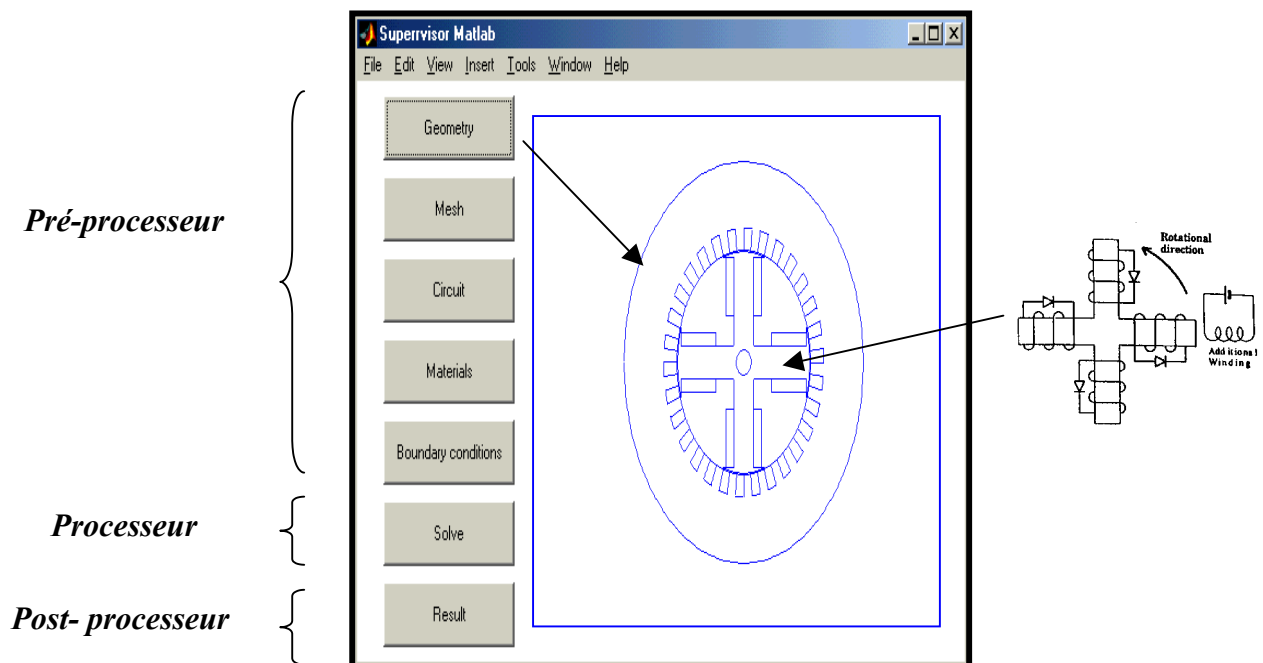 Superrvisor Matlab
File Edit View Insert Tools Window Help
Geometry
Mesh
Circuit
Materials
Boundary conditions
Solve
Result
Pré-processeur
Processeur
Post- processeur
Rotational
direction
Additional
Winding